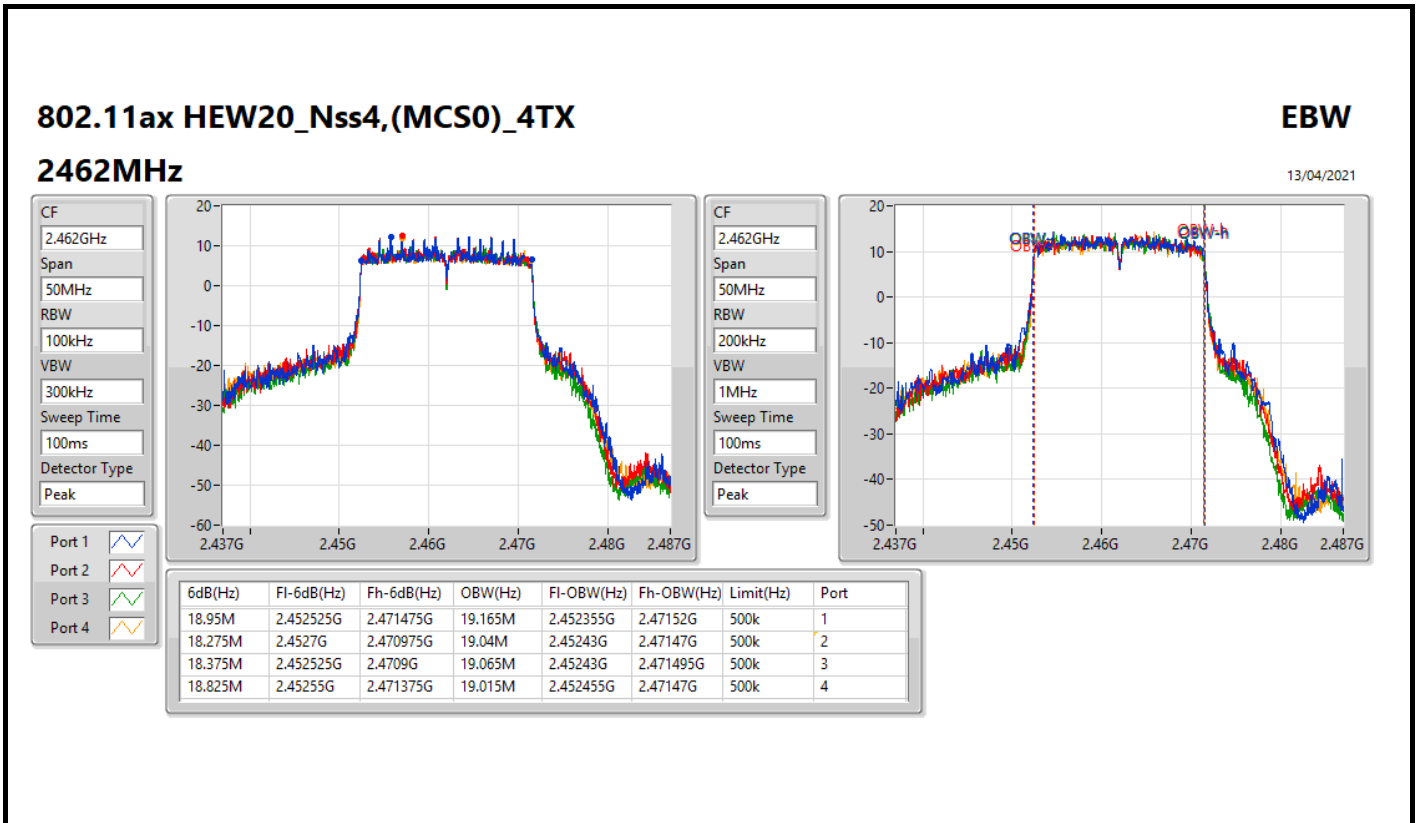 802.11ax HEW20_Nss4,(MCS0)_4TX
EBW
2462MHz
13/04/2021
CF
2.462GHz
Span
50MHz
RBW
100kHz
VBW
300kHz
Sweep Time
100ms
Detector Type
Peak
20
10
0
-10
-20
-30
-40
-50
-60
2.437G 2.45G 2.46G 2.47G 2.48G 2.487G
CF
2.462GHz
Span
50MHz
RBW
200kHz
VBW
1MHz
Sweep Time
100ms
Detector Type
Peak
20
10
0
-10
-20
-30
-40
-50
OBW-h
2.437G 2.45G 2.46G 2.47G 2.48G 2.487G
Port 1
Port 2
Port 3
Port 4
6dB(Hz) Fl-6dB(Hz) Fh-6dB(Hz) OBW(Hz) Fl-OBW(Hz) Fh-OBW(Hz) Limit(Hz) Port
18.95M 2.452525G 2.471475G 19.165M 2.452355G 2.47152G 500k 1
18.275M 2.4527G 2.470975G 19.04M 2.45243G 2.47147G 500k 2
18.375M 2.452525G 2.4709G 19.065M 2.45243G 2.471495G 500k 3
18.825M 2.45255G 2.471375G 19.015M 2.452455G 2.47147G 500k 4